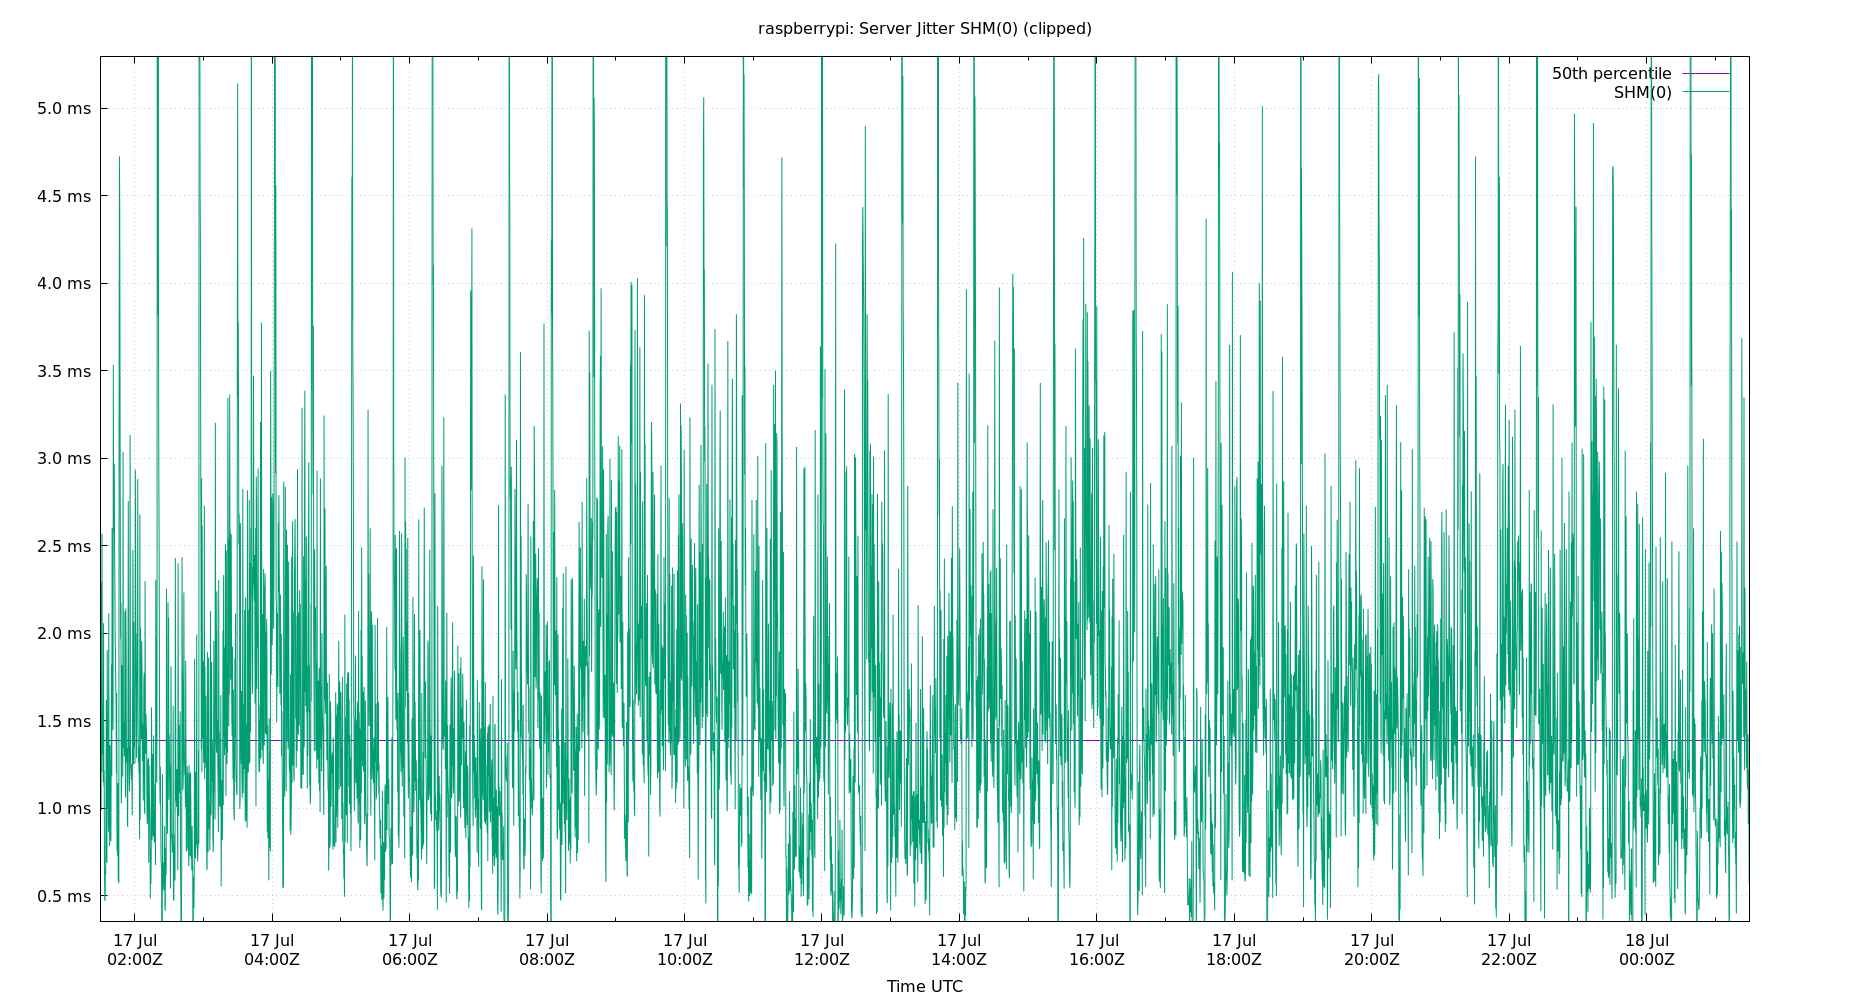 raspberrypi: Server Jitter SHM(0) (clipped)
50th percentile
SHM(0)
5.0 ms
4.5 ms
4.0 ms
3.5 ms
3.0 ms
2.5 ms
2.0 ms
1.5 ms
1.0 ms
0.5 ms
17 Jul 17 Jul 17 Jul 17 Jul 17 Jul 17 Jul 17 Jul 17 Jul 17 Jul 17 Jul 17 Jul 18 Jul
02:00Z 04:00Z 06:00Z 08:00Z 10:00Z 12:00Z 14:00Z 16:00Z 18:00Z 20:00Z 22:00Z 00:00Z
Time UTC